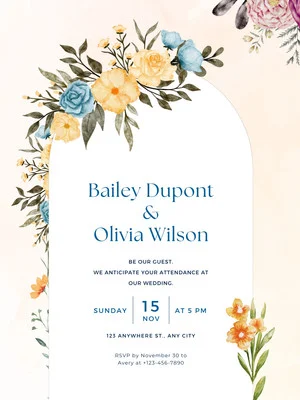 Bailey Dupont
&
Olivia Wilson
BE OUR GUEST.
WE ANTICIPATE YOUR ATTENDANCE AT
OUR WEDDING.
SUNDAY
15
NOV
AT 5 PM
123 ANYWHERE ST., ANY CITY
RSVP by November 30 to
Avery at +123-456-7890